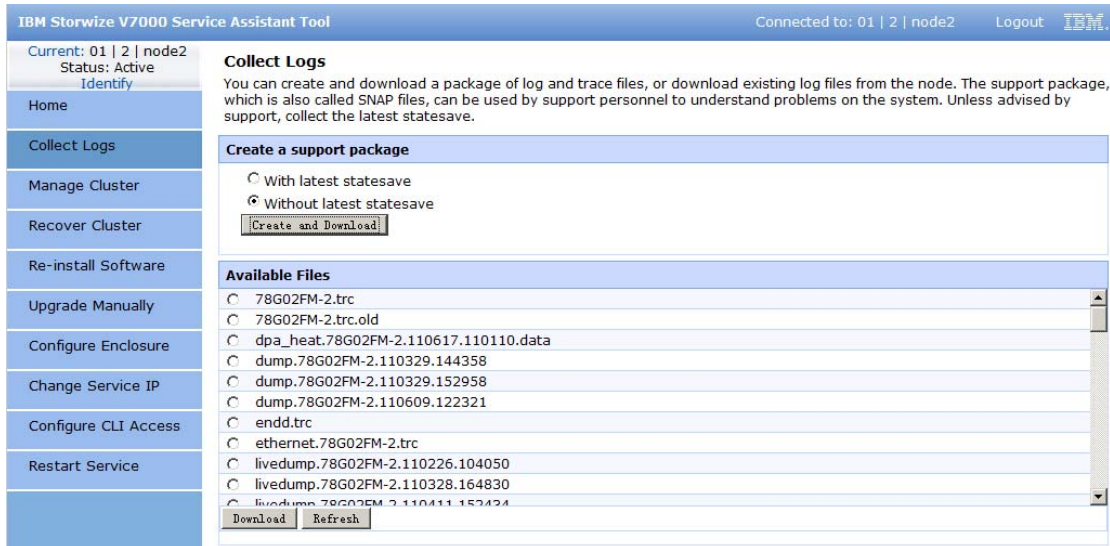 IBM Storwize V7000 Service Assistant Tool
Connected to: 01 | 2 | node2 Logout IBM.
Current: 01 | 2 | node2
Status: Active
Identify
Home
Collect Logs
Manage Cluster
Recover Cluster
Re-install Software
Upgrade Manually
Configure Enclosure
Change Service IP
Configure CLI Access
Restart Service
Collect Logs
You can create and download a package of log and trace files, or download existing log files from the node. The support package,
which is also called SNAP files, can be used by support personnel to understand problems on the system. Unless advised by
support, collect the latest statesave.
Create a support package
With latest statesave
Without latest statesave
Create and Download
Available Files
78G02FM-2.trc
78G02FM-2.trc.old
dpa_heat.78G02FM-2.110617.110110.data
dump.78G02FM-2.110329.144358
dump.78G02FM-2.110329.152958
dump.78G02FM-2.110609.122321
endd.trc
ethernet.78G02FM-2.trc
livedump.78G02FM-2.110226.104050
livedump.78G02FM-2.110328.164830
livedump.78G02FM-2.110411.152434
Download Refresh